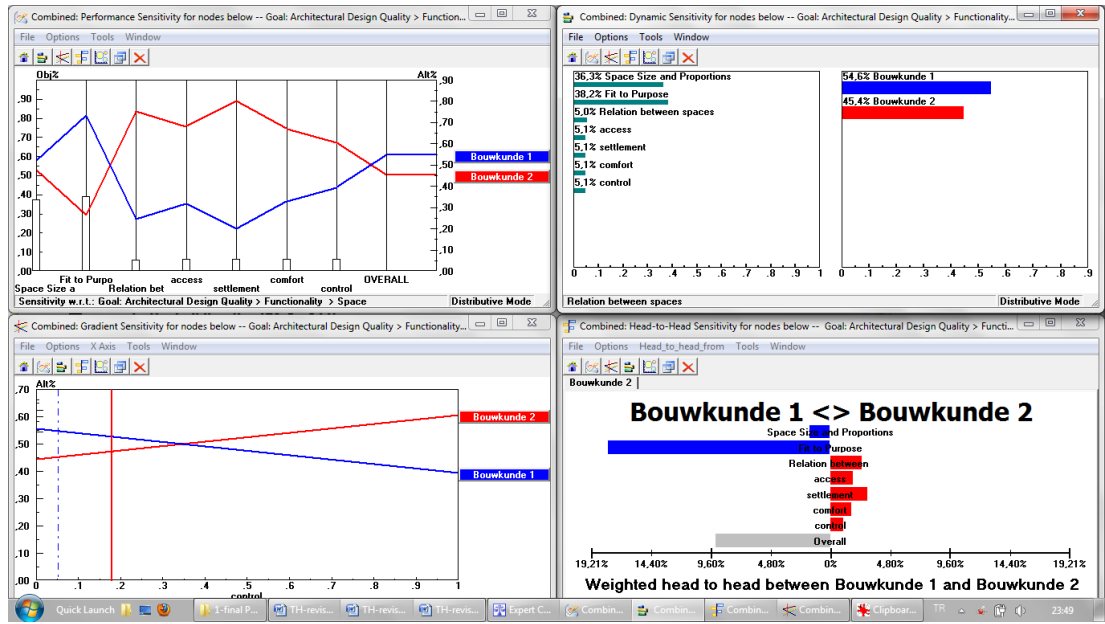 Combined: Performance Sensitivity for nodes below -- Goal: Architectural Design Quality > Functionality...
File Options Tools Window
Obj% Alt%
,90 ,90
,80 ,80
,70 ,70
,60 ,60
,50 ,50
,40 ,40
,30 ,30
,20 ,20
,10 ,10
,00 ,00
Bouwkunde 1
Bouwkunde 2
Fit to Purpo access comfort OVERALL
Space Size a Relation bet settlement control
Sensitivity w.r.t.: Goal: Architectural Design Quality > Functionality > Space Distributive Mode
Combined: Dynamic Sensitivity for nodes below -- Goal: Architectural Design Quality > Functionality...
File Options Tools Window
36,3% Space Size and Proportions
38,2% Fit to Purpose
5,0% Relation between spaces
5,1% access
5,1% settlement
5,1% comfort
5,1% control
54,6% Bouwkunde 1
45,4% Bouwkunde 2
0 .1 .2 .3 .4 .5 .6 .7 .8 .9 1
0 .1 .2 .3 .4 .5 .6 .7 .8 .9
Relation between spaces Distributive Mode
Combined: Gradient Sensitivity for nodes below -- Goal: Architectural Design Quality > Functionality...
File Options X Axis Tools Window
Alt%
,70
,60
,50
,40
,30
,20
,10
,00
Bouwkunde 2
Bouwkunde 1
0 .1 .2 .3 .4 .5 .6 .7 .8 .9 1
control
Combined: Head-to-Head Sensitivity for nodes below -- Goal: Architectural Design Quality > Functi...
File Options Head_to_head_from Tools Window
Bouwkunde 2
Bouwkunde 1 <> Bouwkunde 2
Space Size and Proportions
Fit to Purpose
Relation between
access
settlement
comfort
control
Overall
19,21% 14,40% 9,60% 4,80% 0% 4,80% 9,60% 14,40% 19,21%
Weighted head to head between Bouwkunde 1 and Bouwkunde 2
Quick Launch 1-final P... TH-revis... TH-revis... TH-revis... Expert C... Combin... Combin... Combin... Combin... Clipboar... TR 23:49